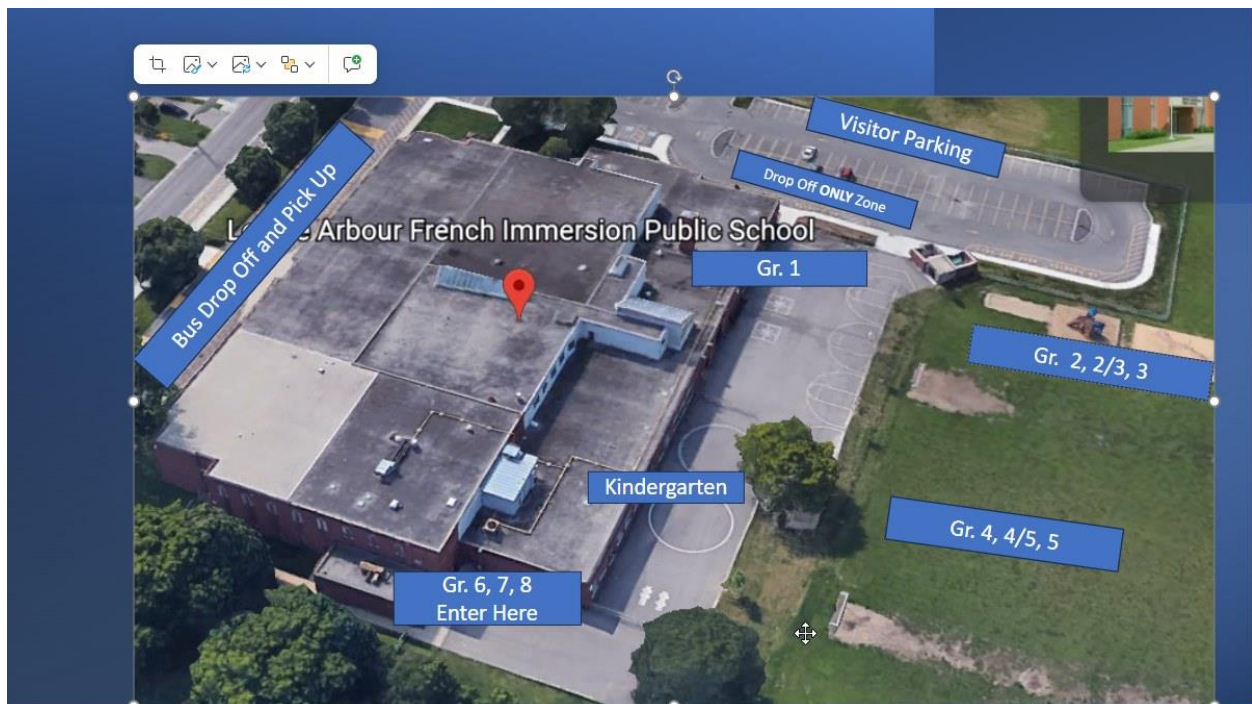 Visitor Parking
Drop Off ONLY Zone
Bus Drop Off and Pick Up
Arbour French Immersion Public School
Gr. 1
Gr. 2, 2/3, 3
Kindergarten
Gr. 4, 4/5, 5
Gr. 6, 7, 8
Enter Here